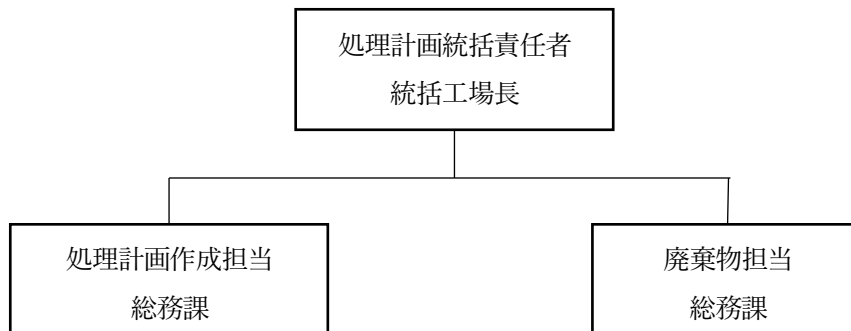 処理計画統括責任者
統括工場長
処理計画作成担当
総務課
廃棄物担当
総務課